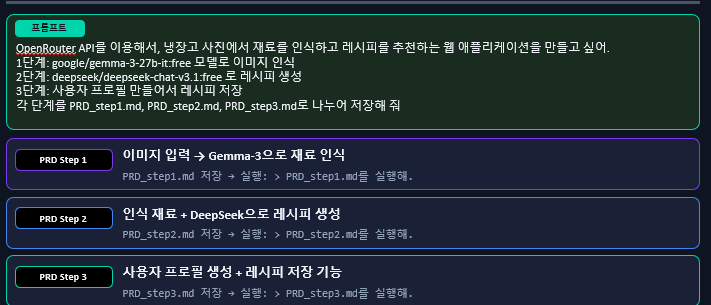 프롬프트
OpenRouter API를 이용해서, 냉장고 사진에서 재료를 인식하고 레시피를 추천하는 웹 애플리케이션을 만들고 싶어.
1단계: google/gemma-3-27b-it:free 모델로 이미지 인식
2단계: deepseek/deepseek-chat-v3.1:free 로 레시피 생성
3단계: 사용자 프로필 만들어서 레시피 저장
각 단계를 PRD_step1.md, PRD_step2.md, PRD_step3.md로 나누어 저장해 줘
PRD Step 1
이미지 입력 → Gemma-3으로 재료 인식
PRD_step1.md 저장 → 실행: > PRD_step1.md를 실행해.
PRD Step 2
인식 재료 + DeepSeek으로 레시피 생성
PRD_step2.md 저장 → 실행: > PRD_step2.md를 실행해.
PRD Step 3
사용자 프로필 생성 + 레시피 저장 기능
PRD_step3.md 저장 → 실행: > PRD_step3.md를 실행해.